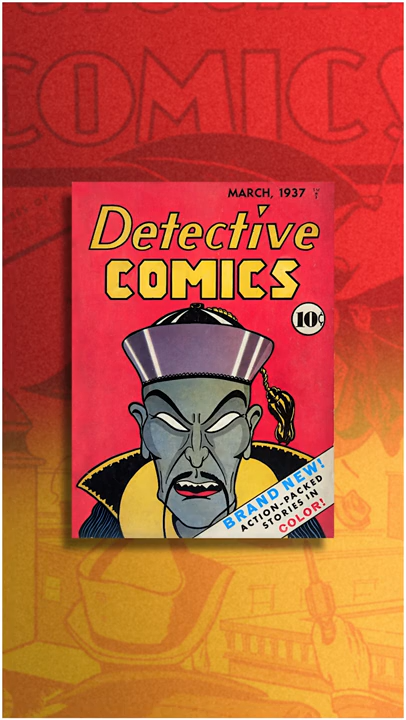 COMICS
MARCH, 1937
Detective
COMICS
10¢
BRAND NEW!
ACTION-PACKED
STORIES IN
COLOR!